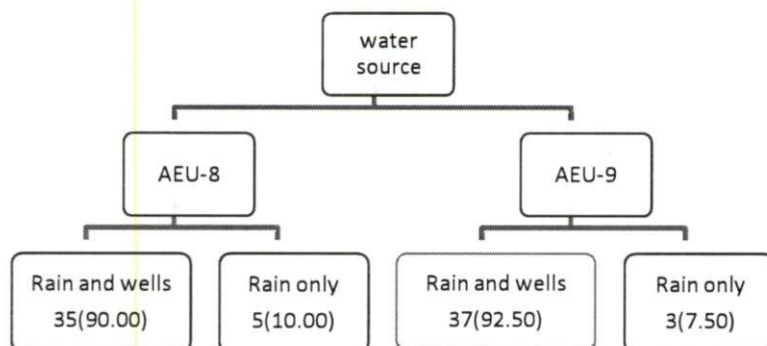 water
source
AEU-8
AEU-9
Rain and wells
35(90.00)
Rain only
5(10.00)
Rain and wells
37(92.50)
Rain only
3(7.50)